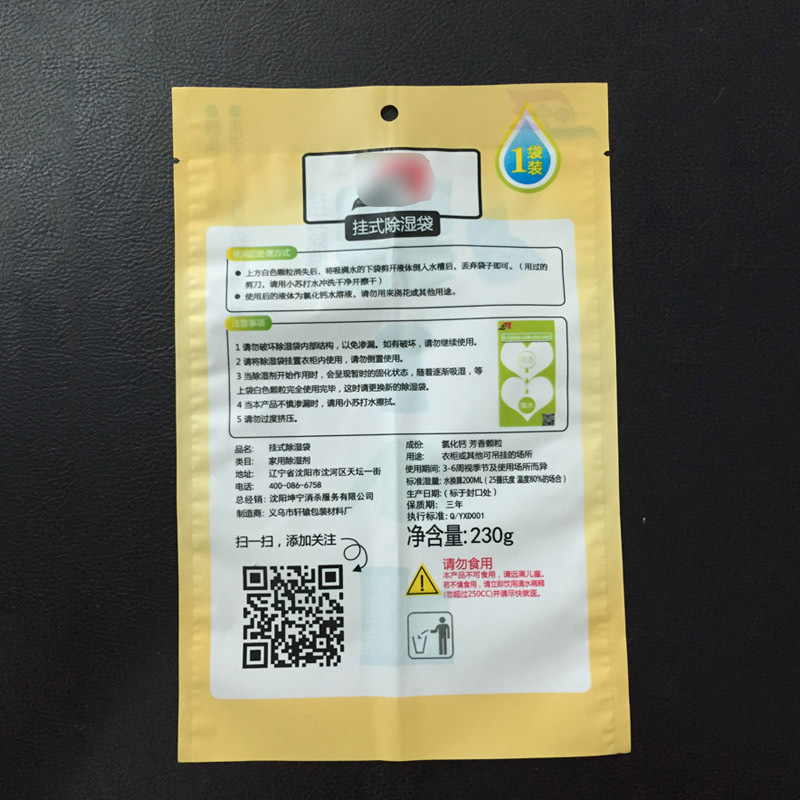 1袋装
挂式除湿袋
使用后处理方式
● 上方白色颗粒消失后，将吸满水的下袋剪开液体倒入水槽后，丢弃袋子即可。（用过的
剪刀，请用小苏打水冲洗干净并擦干）
● 使用后的液体为氯化钙水溶液，请勿用来浇花或其他用途。
注意事项
1 请勿破坏除湿袋内部结构，以免渗漏。如有破坏，请勿继续使用。
2 请将除湿袋挂置衣柜内使用，请勿倒置使用。
3 当除湿剂开始作用时，会呈现暂时的固化状态，随着逐渐吸湿，等
上袋白色颗粒完全使用完毕，这时请更换新的除湿袋。
4 当本产品不慎渗漏时，请用小苏打水擦拭。
5 请勿过度挤压。
品名： 挂式除湿袋
类目： 家用除湿剂
地址： 辽宁省沈阳市沈河区天坛一街
电话： 400-086-6758
总经销： 沈阳坤宁消杀服务有限公司
制造商： 义乌市轩辕包装材料厂
成份： 氯化钙 芳香颗粒
用途： 衣柜或其他可吊挂的场所
使用期间： 3-6周视季节及使用场所而异
标准湿量： 水换算200ML（25摄氏度 温度80%的场合）
生产日期：（标于封口处）
保质期： 三年
执行标准：Q/YXD001
净含量：230g
扫一扫，添加关注
请勿食用
本产品不可食用，请远离儿童。
若不慎食用，请立即饮用清水稀释
(勿超过250CC)并请尽快就医。